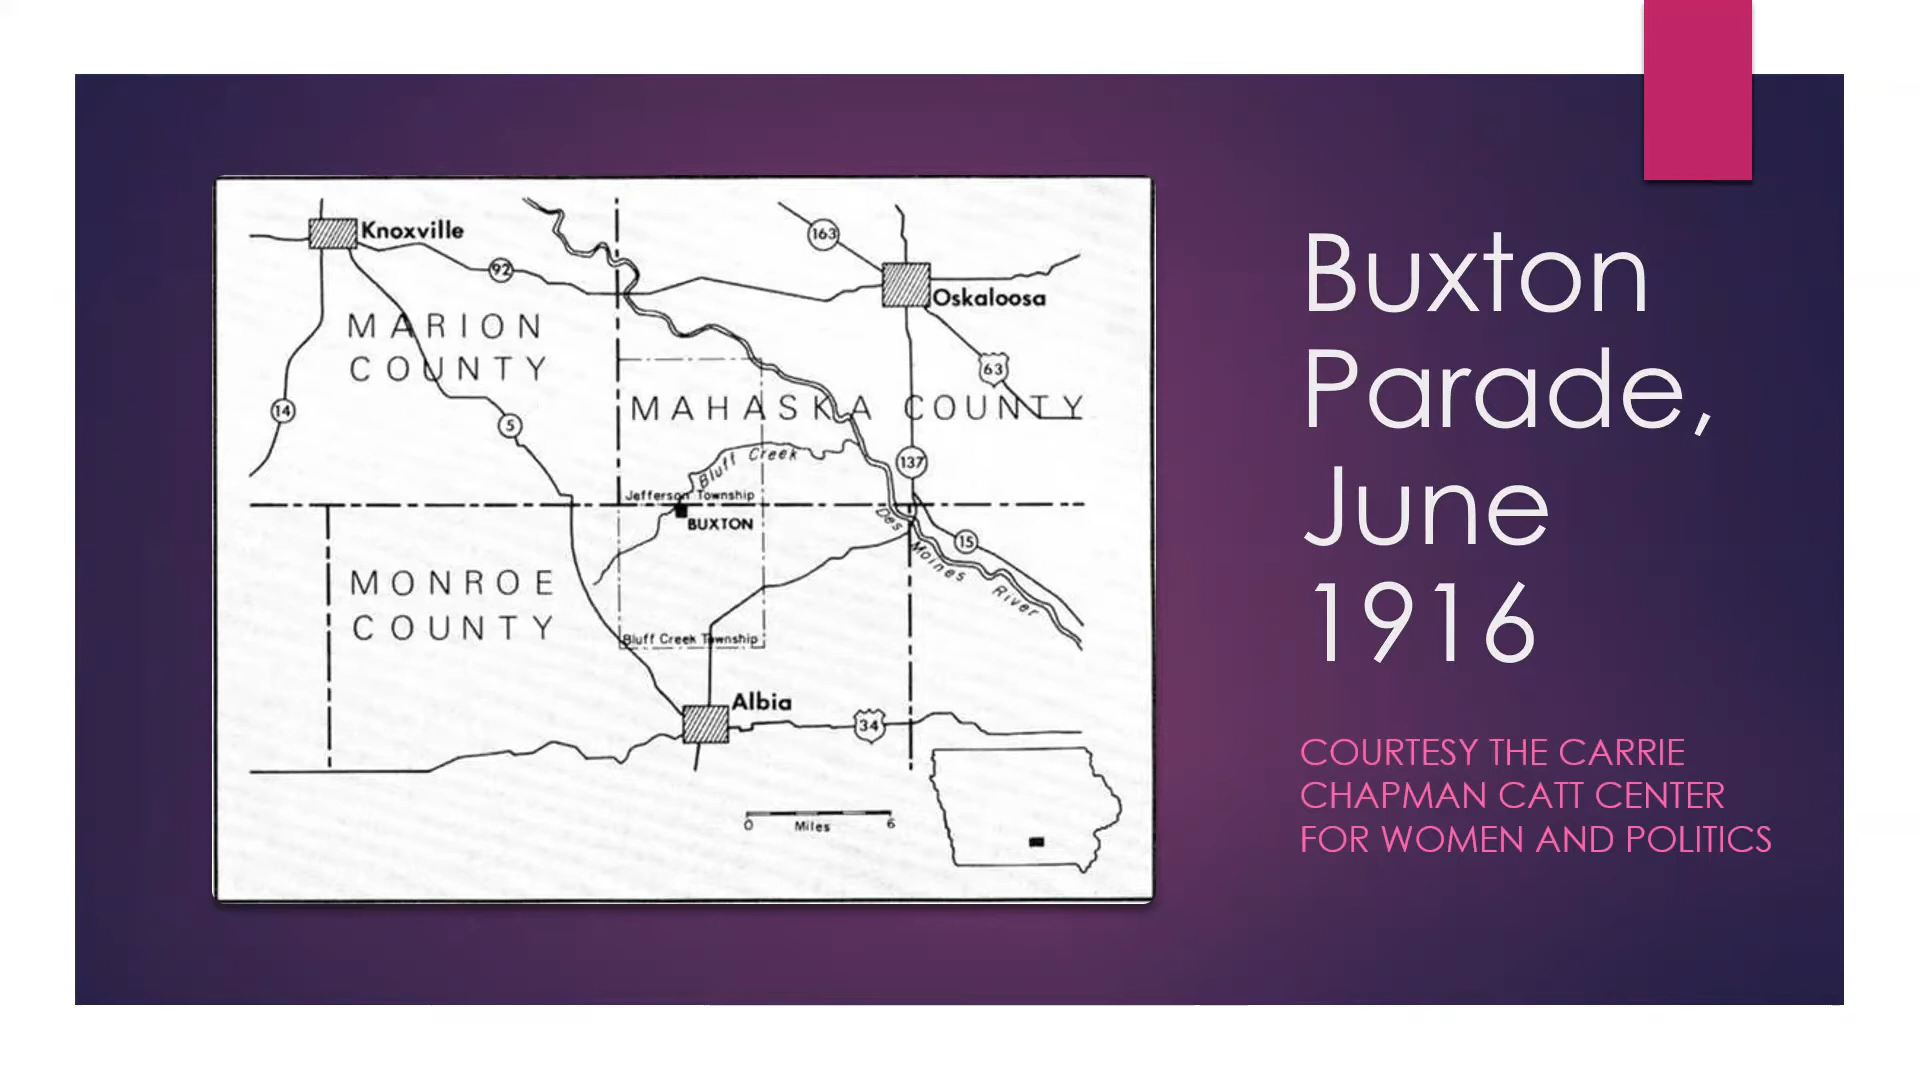 Knoxville
163
92
Oskaloosa
MARION
COUNTY
63
14
5
MAHASKA COUNTY
Bluff Creek
137
Jefferson Township
BUXTON
Des Moines River
15
MONROE
COUNTY
Bluff Creek Township
Albia
34
0 Miles 6
Buxton
Parade,
June
1916
COURTESY THE CARRIE
CHAPMAN CATT CENTER
FOR WOMEN AND POLITICS